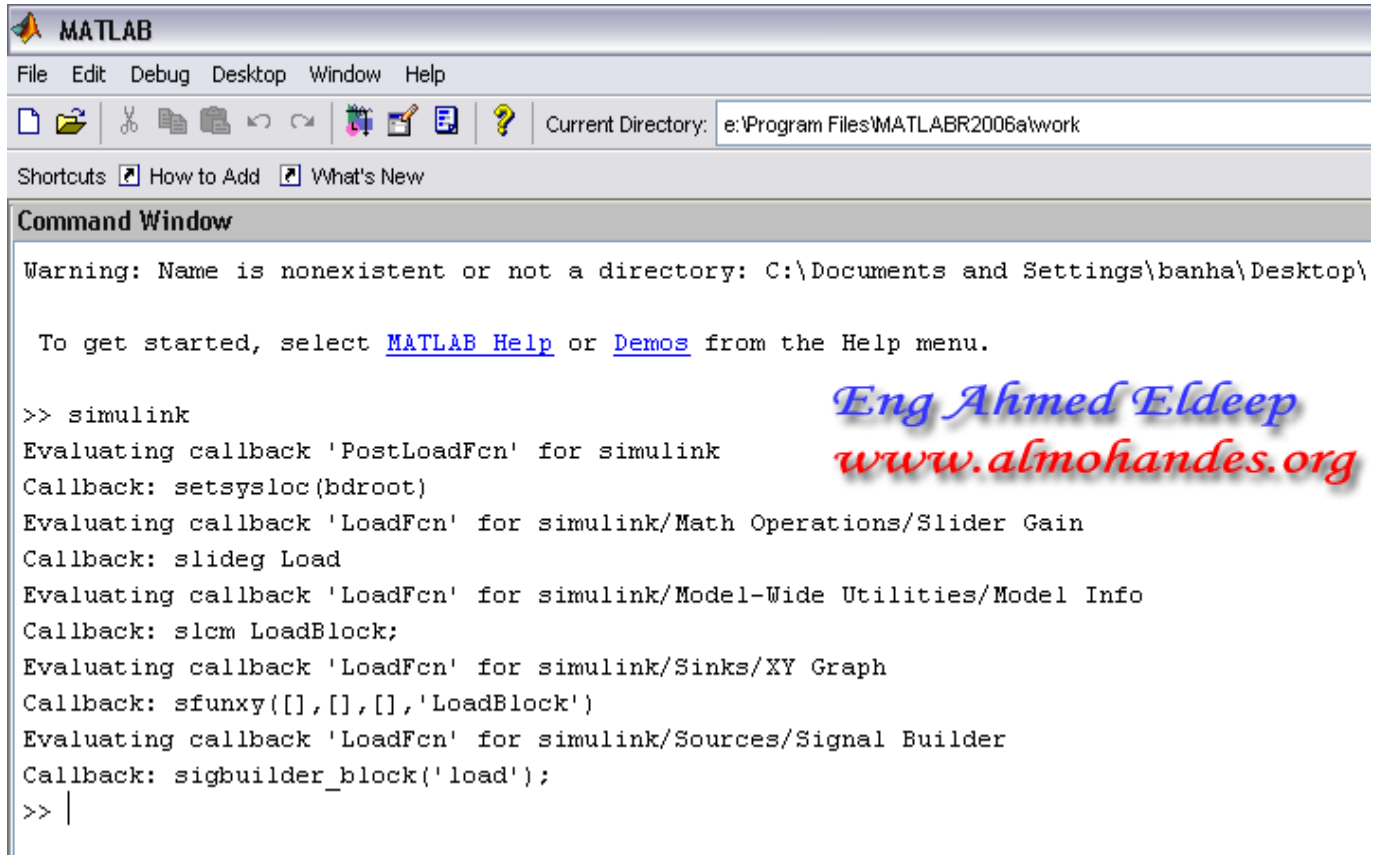 MATLAB
File Edit Debug Desktop Window Help
Current Directory: e:\Program Files\MATLABR2006a\work
Shortcuts How to Add What's New
Command Window
Warning: Name is nonexistent or not a directory: C:\Documents and Settings\banha\Desktop\
To get started, select MATLAB Help or Demos from the Help menu.
Eng Ahmed Eldeep
>> simulink
Evaluating callback 'PostLoadFcn' for simulink
www.almohandes.org
Callback: setsysloc(bdroot)
Evaluating callback 'LoadFcn' for simulink/Math Operations/Slider Gain
Callback: slideg Load
Evaluating callback 'LoadFcn' for simulink/Model-Wide Utilities/Model Info
Callback: slcm LoadBlock;
Evaluating callback 'LoadFcn' for simulink/Sinks/XY Graph
Callback: sfunxy([],[],[],'LoadBlock')
Evaluating callback 'LoadFcn' for simulink/Sources/Signal Builder
Callback: sigbuilder_block('load');
>>